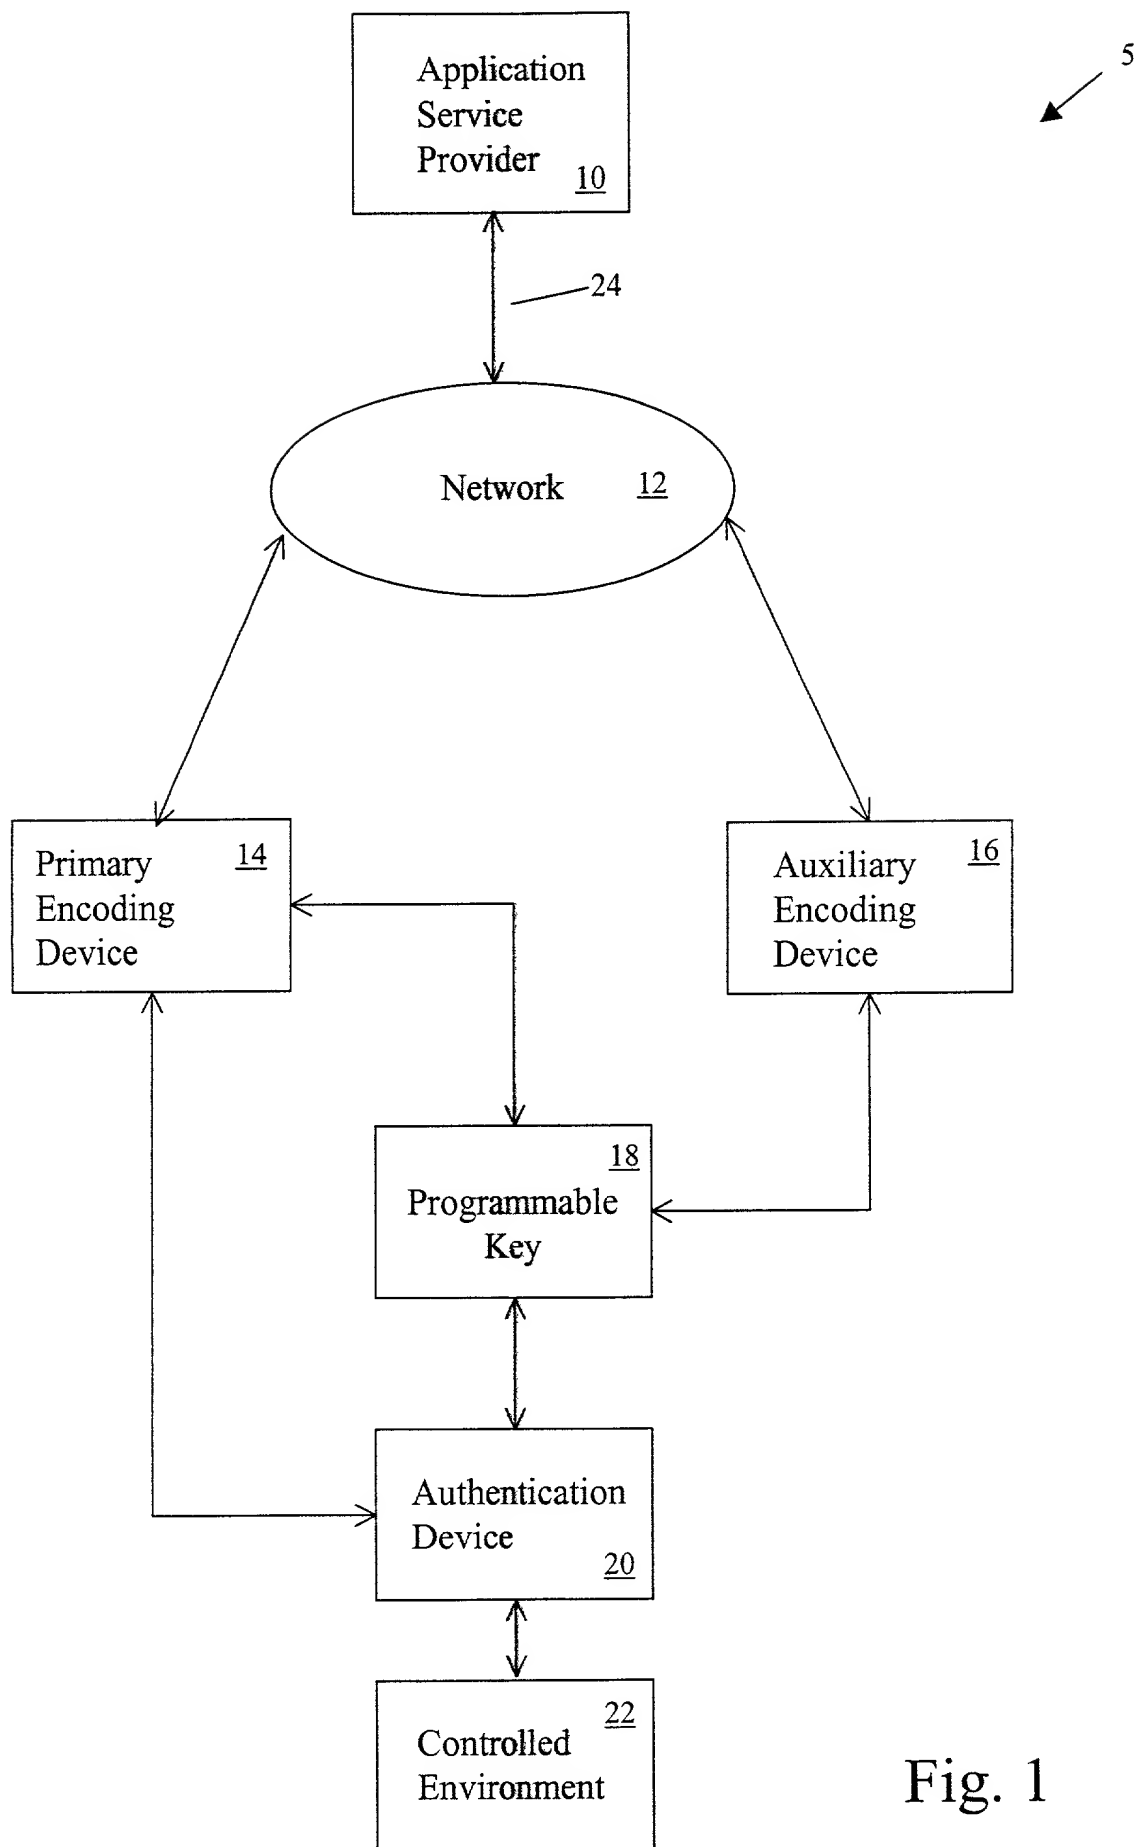 5
Application
Service
Provider
10
24
Network 12
Primary 14
Encoding
Device
Auxiliary 16
Encoding
Device
18
Programmable
Key
Authentication
Device
20
22
Controlled
Environment
Fig. 1